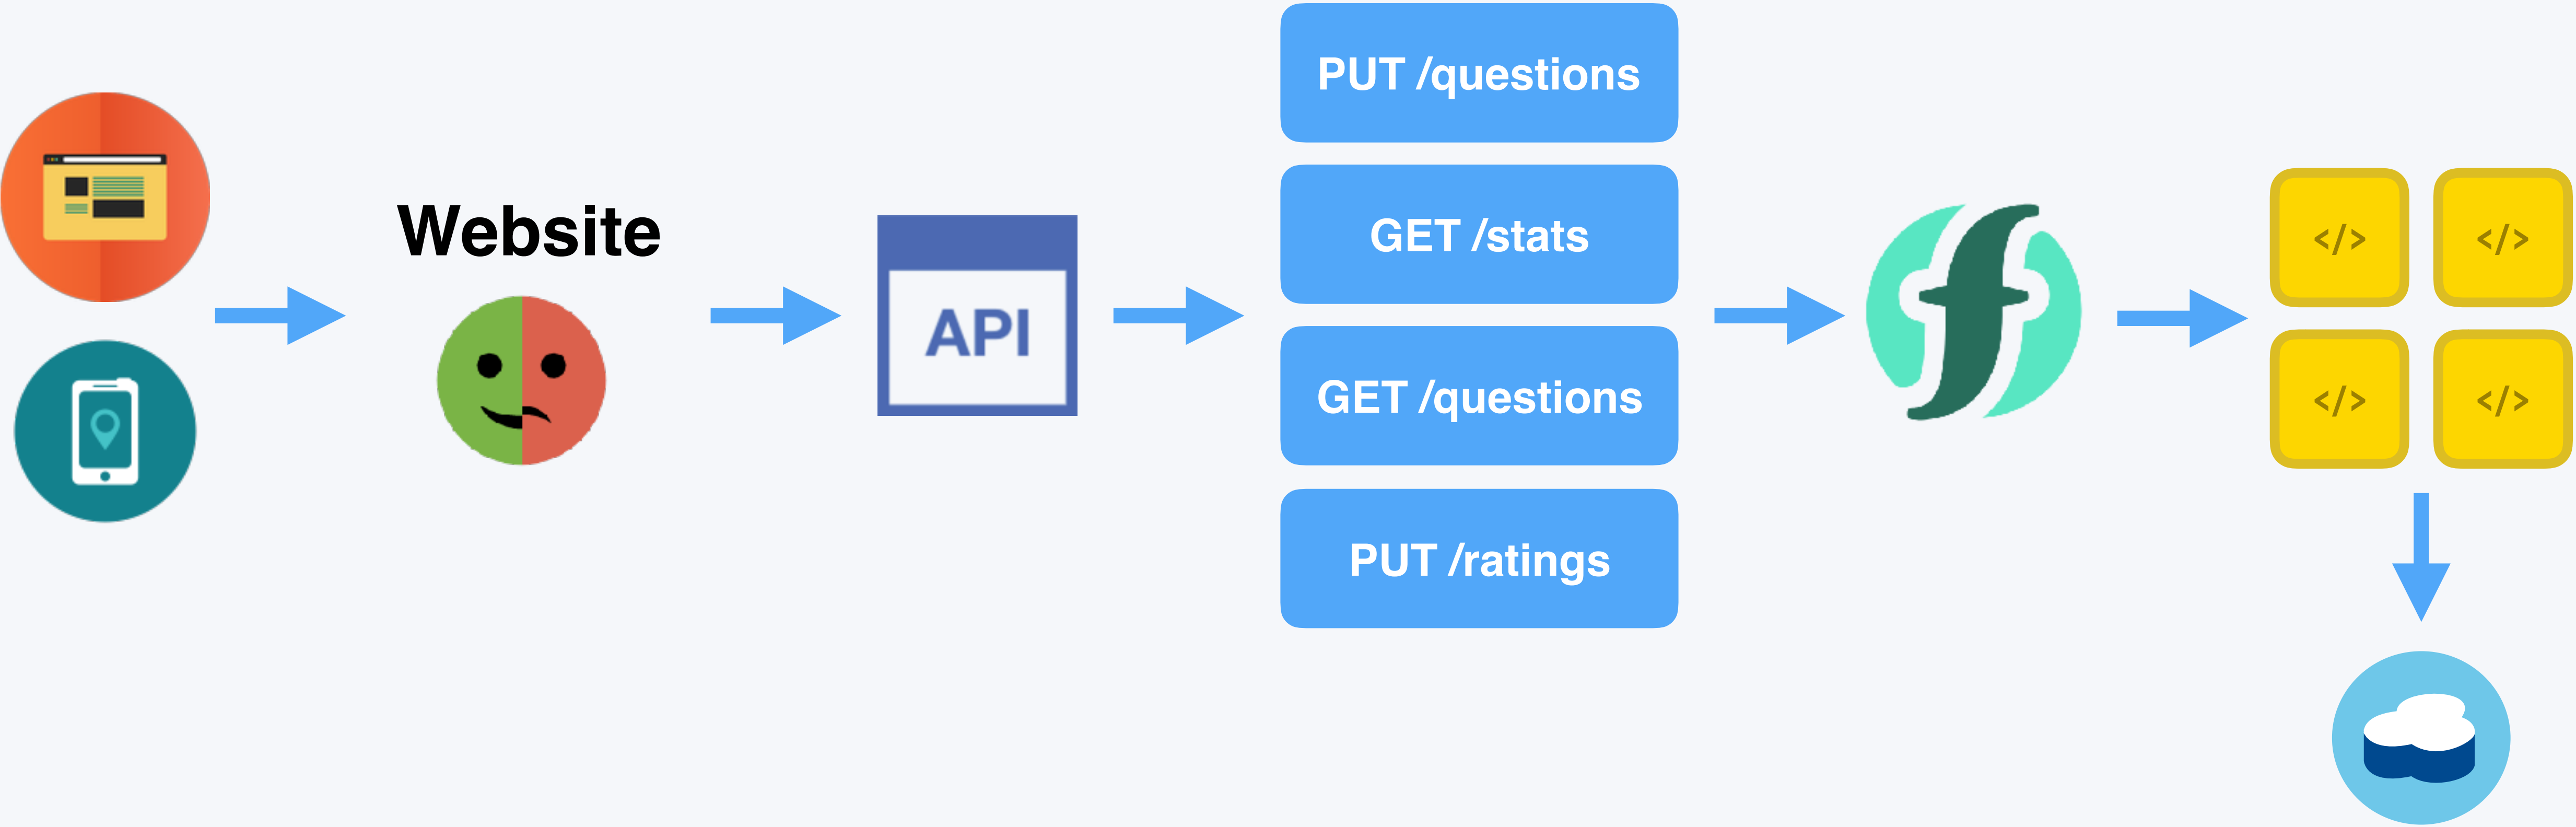 Website
API
PUT /questions
GET /stats
GET /questions
PUT /ratings
</> </>
</> </>